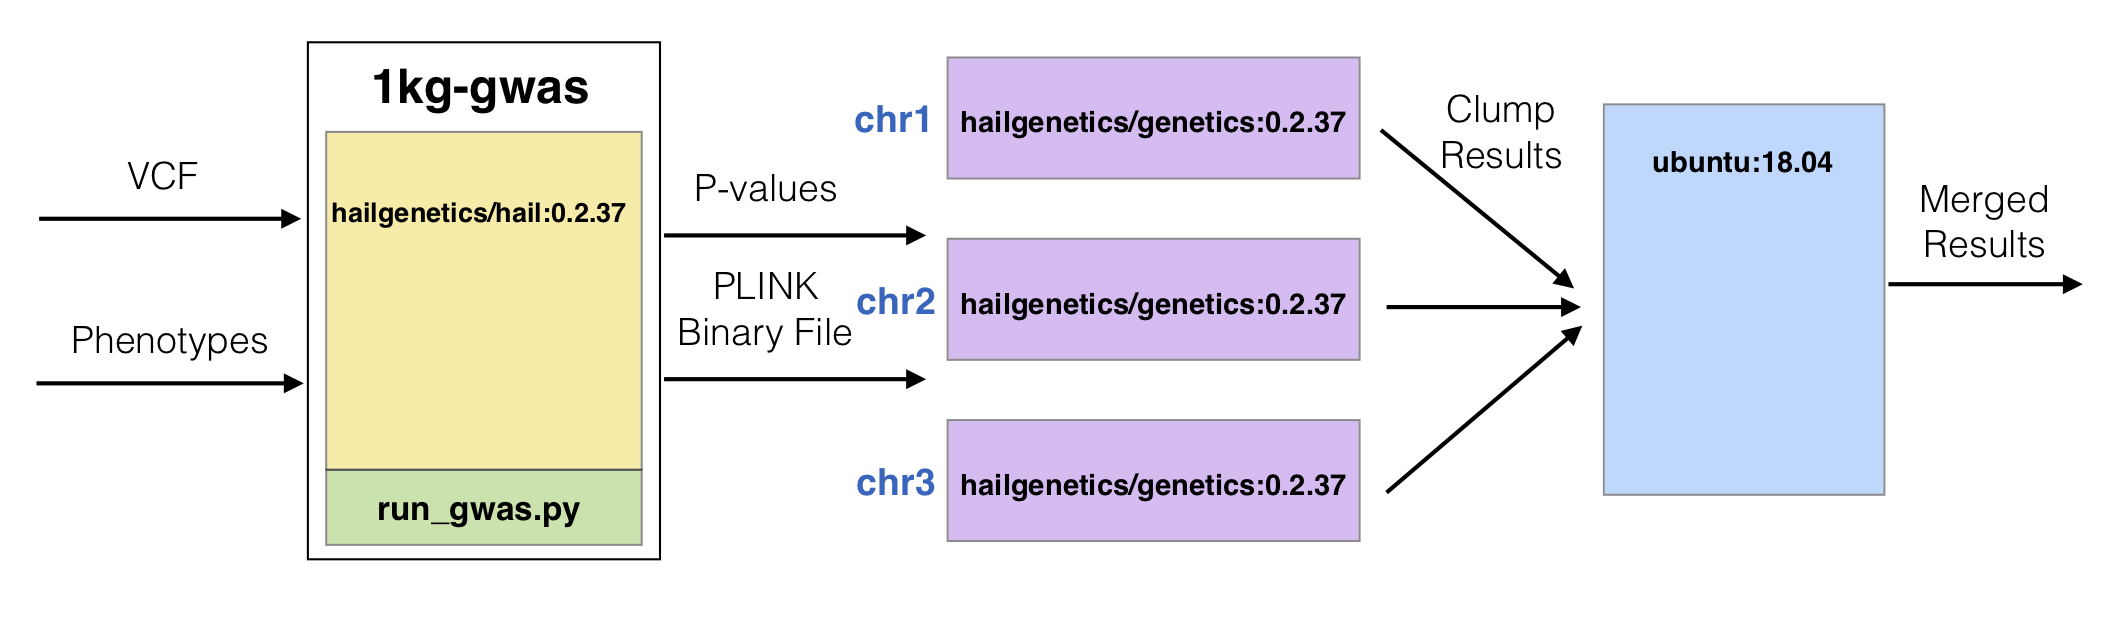 VCF
Phenotypes
1kg-gwas
hailgenetics/hail:0.2.37
run_gwas.py
P-values
PLINK
Binary File
chr1
hailgenetics/genetics:0.2.37
chr2
hailgenetics/genetics:0.2.37
chr3
hailgenetics/genetics:0.2.37
Clump
Results
ubuntu:18.04
Merged
Results